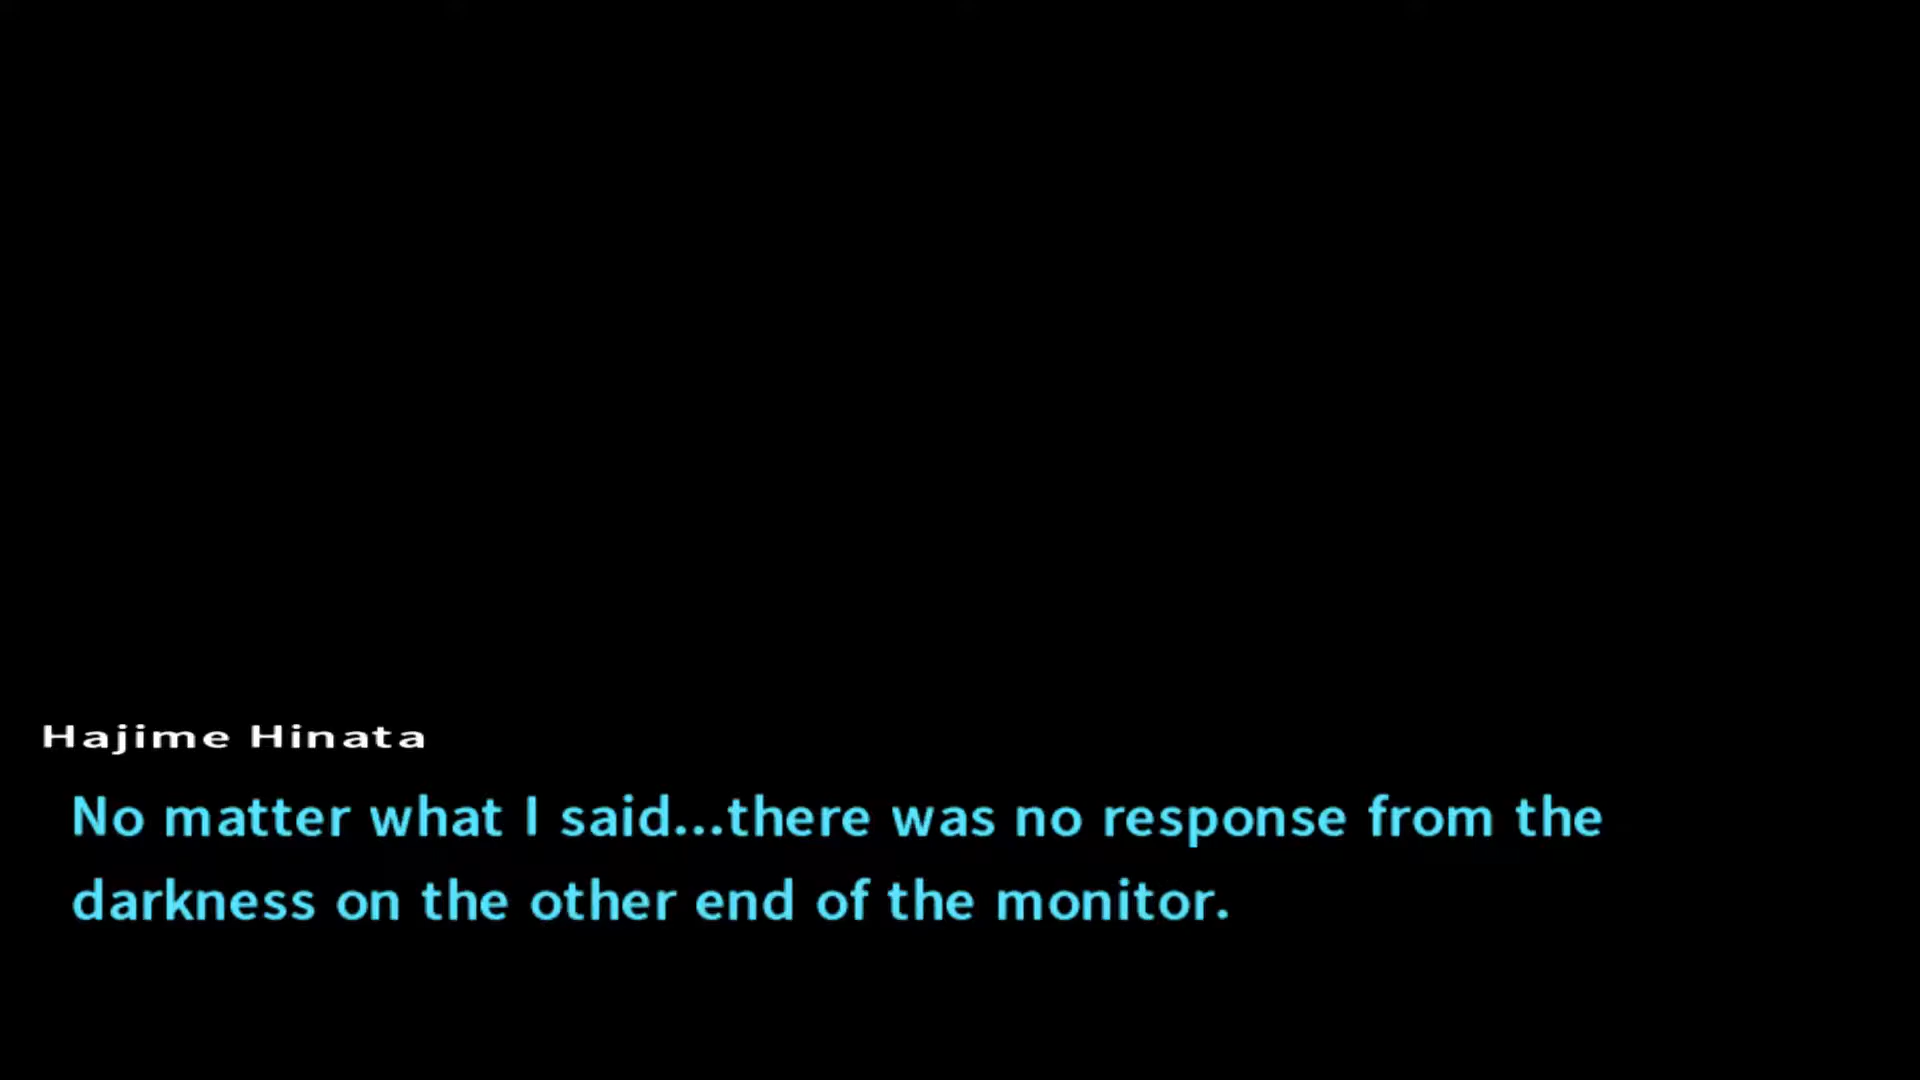 Hajime Hinata
No matter what I said...there was no response from the
darkness on the other end of the monitor.